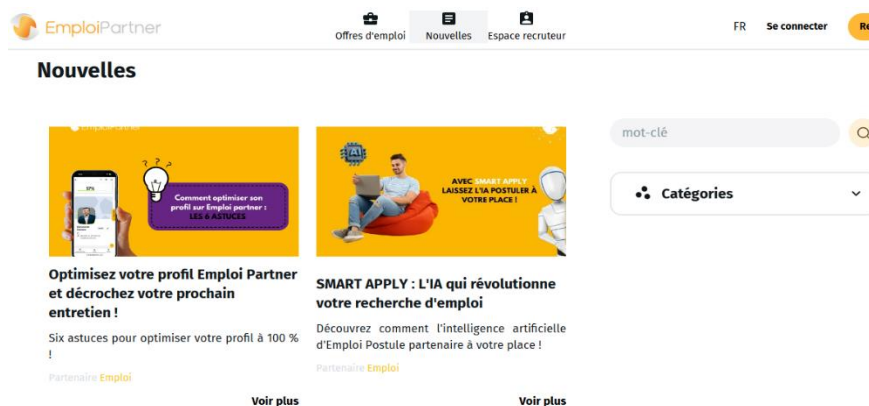 EmploiPartner
Offres d'emploi
Nouvelles
Espace recruteur
FR
Se connecter
Nouvelles
EmploiPartner
? ? ?
Comment optimiser son
profil sur Emploi partner :
LES 6 ASTUCES
AI
AVEC SMART APPLY
LAISSEZ L'IA POSTULER À
VOTRE PLACE !
mot-clé
Catégories
Optimisez votre profil Emploi Partner
et décrochez votre prochain
entretien !
Six astuces pour optimiser votre profil à 100 %
!
Partenaire Emploi
Voir plus
SMART APPLY : L'IA qui révolutionne
votre recherche d'emploi
Découvrez comment l'intelligence artificielle
d'Emploi Postule partenaire à votre place !
Partenaire Emploi
Voir plus